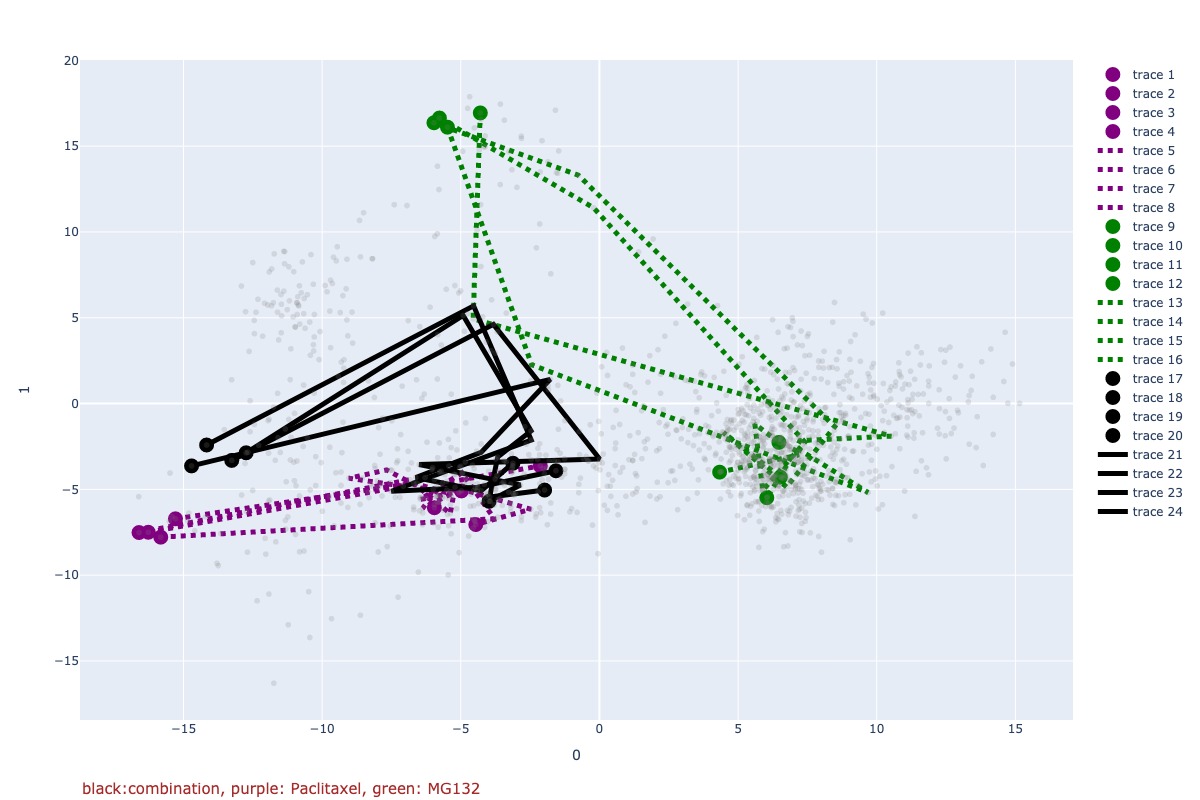 20
15
10
5
0
−5
−10
−15
1
−15
−10
−5
0
5
10
15
0
trace 1
trace 2
trace 3
trace 4
trace 5
trace 6
trace 7
trace 8
trace 9
trace 10
trace 11
trace 12
trace 13
trace 14
trace 15
trace 16
trace 17
trace 18
trace 19
trace 20
trace 21
trace 22
trace 23
trace 24
black:combination, purple: Paclitaxel, green: MG132